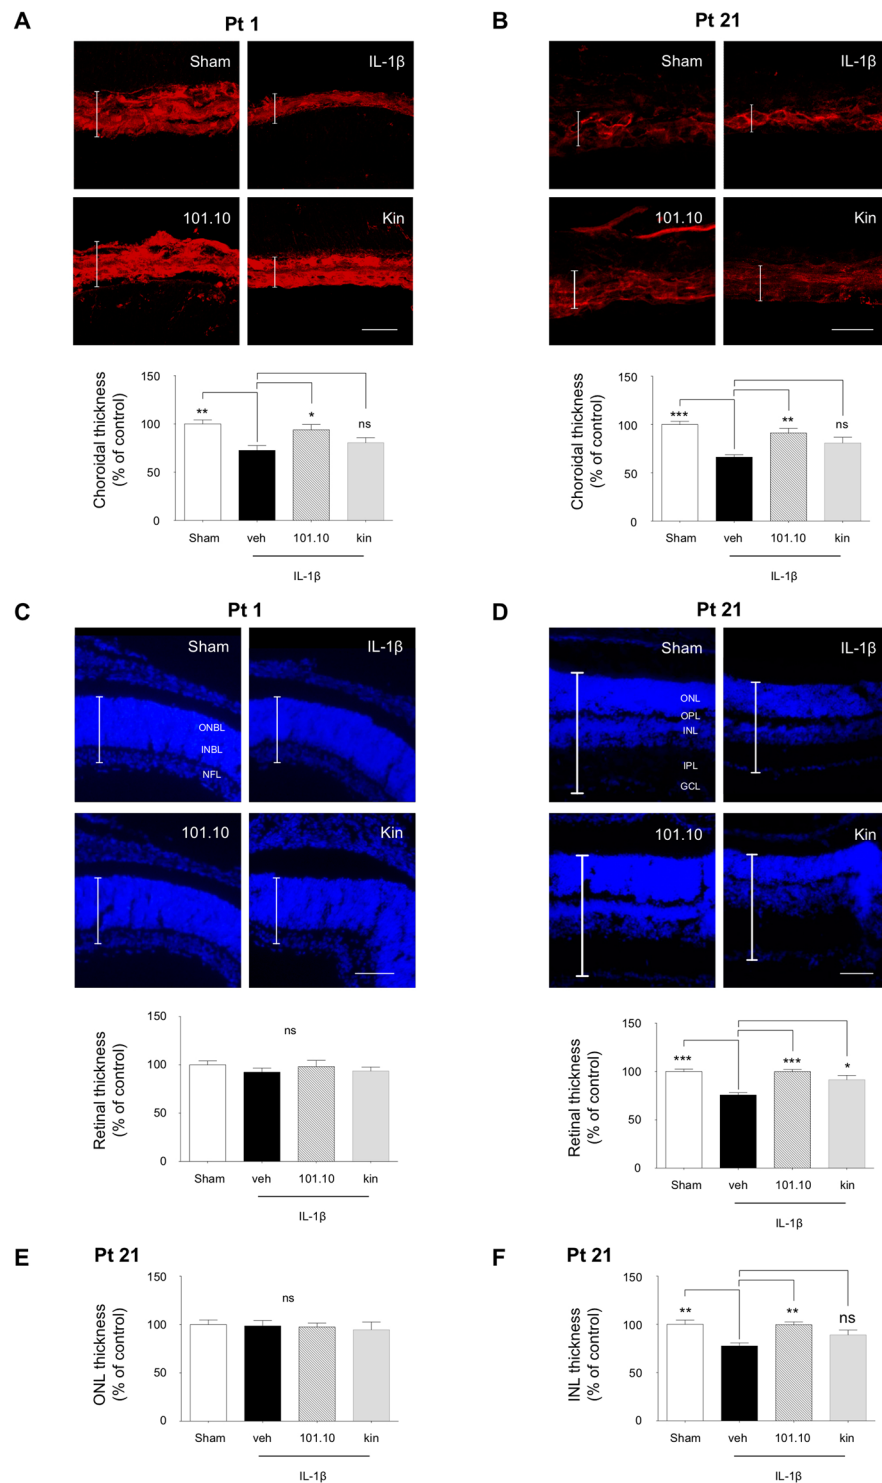 A
Pt 1
Sham
IL-1β
101.10
Kin
Choroidal thickness
(% of control)
150
100
50
0
**
*
ns
Sham
veh
101.10
kin
IL-1β
B
Pt 21
Sham
IL-1β
101.10
Kin
Choroidal thickness
(% of control)
150
100
50
0
***
**
ns
Sham
veh
101.10
kin
IL-1β
C
Pt 1
Sham
ONBL
INBL
NFL
IL-1β
101.10
Kin
Retinal thickness
(% of control)
150
100
50
0
ns
Sham
veh
101.10
kin
IL-1β
D
Pt 21
Sham
ONL
OPL
INL
IPL
GCL
IL-1β
101.10
Kin
Retinal thickness
(% of control)
150
100
50
0
***
***
*
Sham
veh
101.10
kin
IL-1β
E
Pt 21
ONL thickness
(% of control)
150
100
50
0
ns
Sham
veh
101.10
kin
IL-1β
F
Pt 21
INL thickness
(% of control)
150
100
50
0
**
**
ns
Sham
veh
101.10
kin
IL-1β